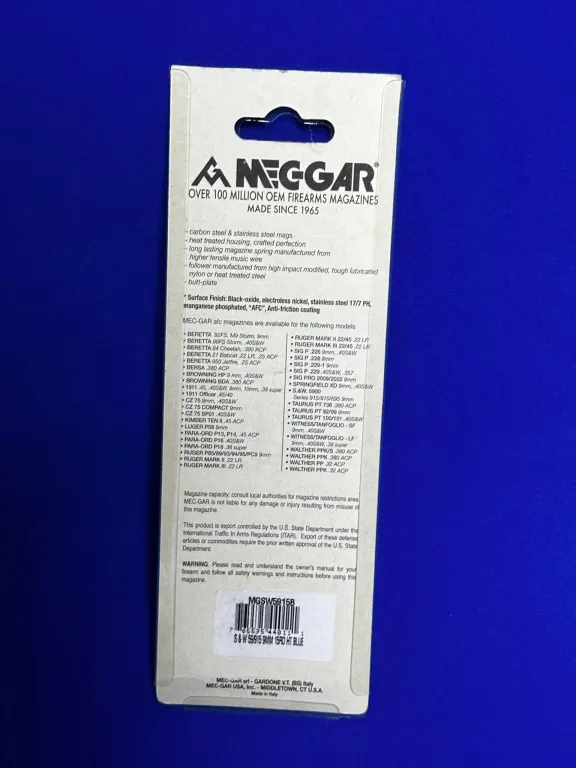 MEC-GAR®
OVER 100 MILLION OEM FIREARMS MAGAZINES
MADE SINCE 1965
- carbon steel & stainless steel mags
- heat treated housing, crafted perfection
- long lasting magazine spring manufactured from
higher tensile music wire
- follower manufactured from high impact modified, tough lubricated
nylon or heat treated steel
- butt-plate
* Surface Finish: Black-oxide, electroless nickel, stainless steel 17/7 PH,
manganese phosphated, "AFC", Anti-friction coating
MEC-GAR afc magazines are available for the following models
• BERETTA 92FS, M9 Storm, 9mm
• BERETTA 96FS Storm, .40S&W
• BERETTA 84 Cheetah, .380 ACP
• BERETTA 21 Bobcat .22 LR, .25 ACP
• BERETTA 950 Jetfire, .25 ACP
• BERSA .380 ACP
• BROWNING HP 9 mm, .40S&W
• BROWNING BDA .380 ACP
• 1911 .45, .40S&W, 9mm, 10mm, .38 super
• 1911 Officer .45/40
• CZ 75 9mm, .40S&W
• CZ 75 COMPACT 9mm
• CZ 75 SP01 .40S&W
• KIMBER TEN II .45 ACP
• LUGER P08 9mm
• PARA-ORD P13, P14, .45 ACP
• PARA-ORD P16 .40S&W
• PARA-ORD P18 .38 super
• RUGER P85/89/93/94/95/PC9 9mm
• RUGER MARK II .22 LR
• RUGER MARK III .22 LR
• RUGER MARK II 22/45 .22 LR
• RUGER MARK III 22/45 .22 LR
• SIG P .226 9mm, .40S&W
• SIG P .228 9mm
• SIG P .229-1 9mm
• SIG P .229 .40S&W, .357
• SIG PRO 2009/2022 9mm
• SPRINGFIELD XD 9mm, .40S&W
• S.&W. 5900
Series 915/915/695 9mm
• TAURUS PT 738 .380 ACP
• TAURUS PT 92/99 9mm
• TAURUS PT 100/101 .40S&W
• WITNESS/TANFOGLIO - SF
9mm, .40S&W
• WITNESS/TANFOGLIO - LF
9mm, .40S&W, .38 super
• WALTHER PPK/S .380 ACP
• WALTHER PPK .380 ACP
• WALTHER PP .32 ACP
• WALTHER PPK .32 ACP
Magazine capacity: consult local authorities for magazine restrictions area.
MEC-GAR is not liable for any damage or injury resulting from misuse of
this magazine.
This product is export controlled by the U.S. State Department under the
International Traffic In Arms Regulations (ITAR). Export of these defense
articles or commodities require the prior written approval of the U.S. State
Department.
WARNING: Please read and understand the owner's manual for your
firearm and follow all safety warnings and instructions before using this
magazine.
MGSW5915B
S & W 59/915 9MM 15RD HT BLUE
MEC-GAR srl - GARDONE V.T. (BS) Italy
MEC-GAR USA, Inc. - MIDDLETOWN, CT U.S.A.
Made in Italy